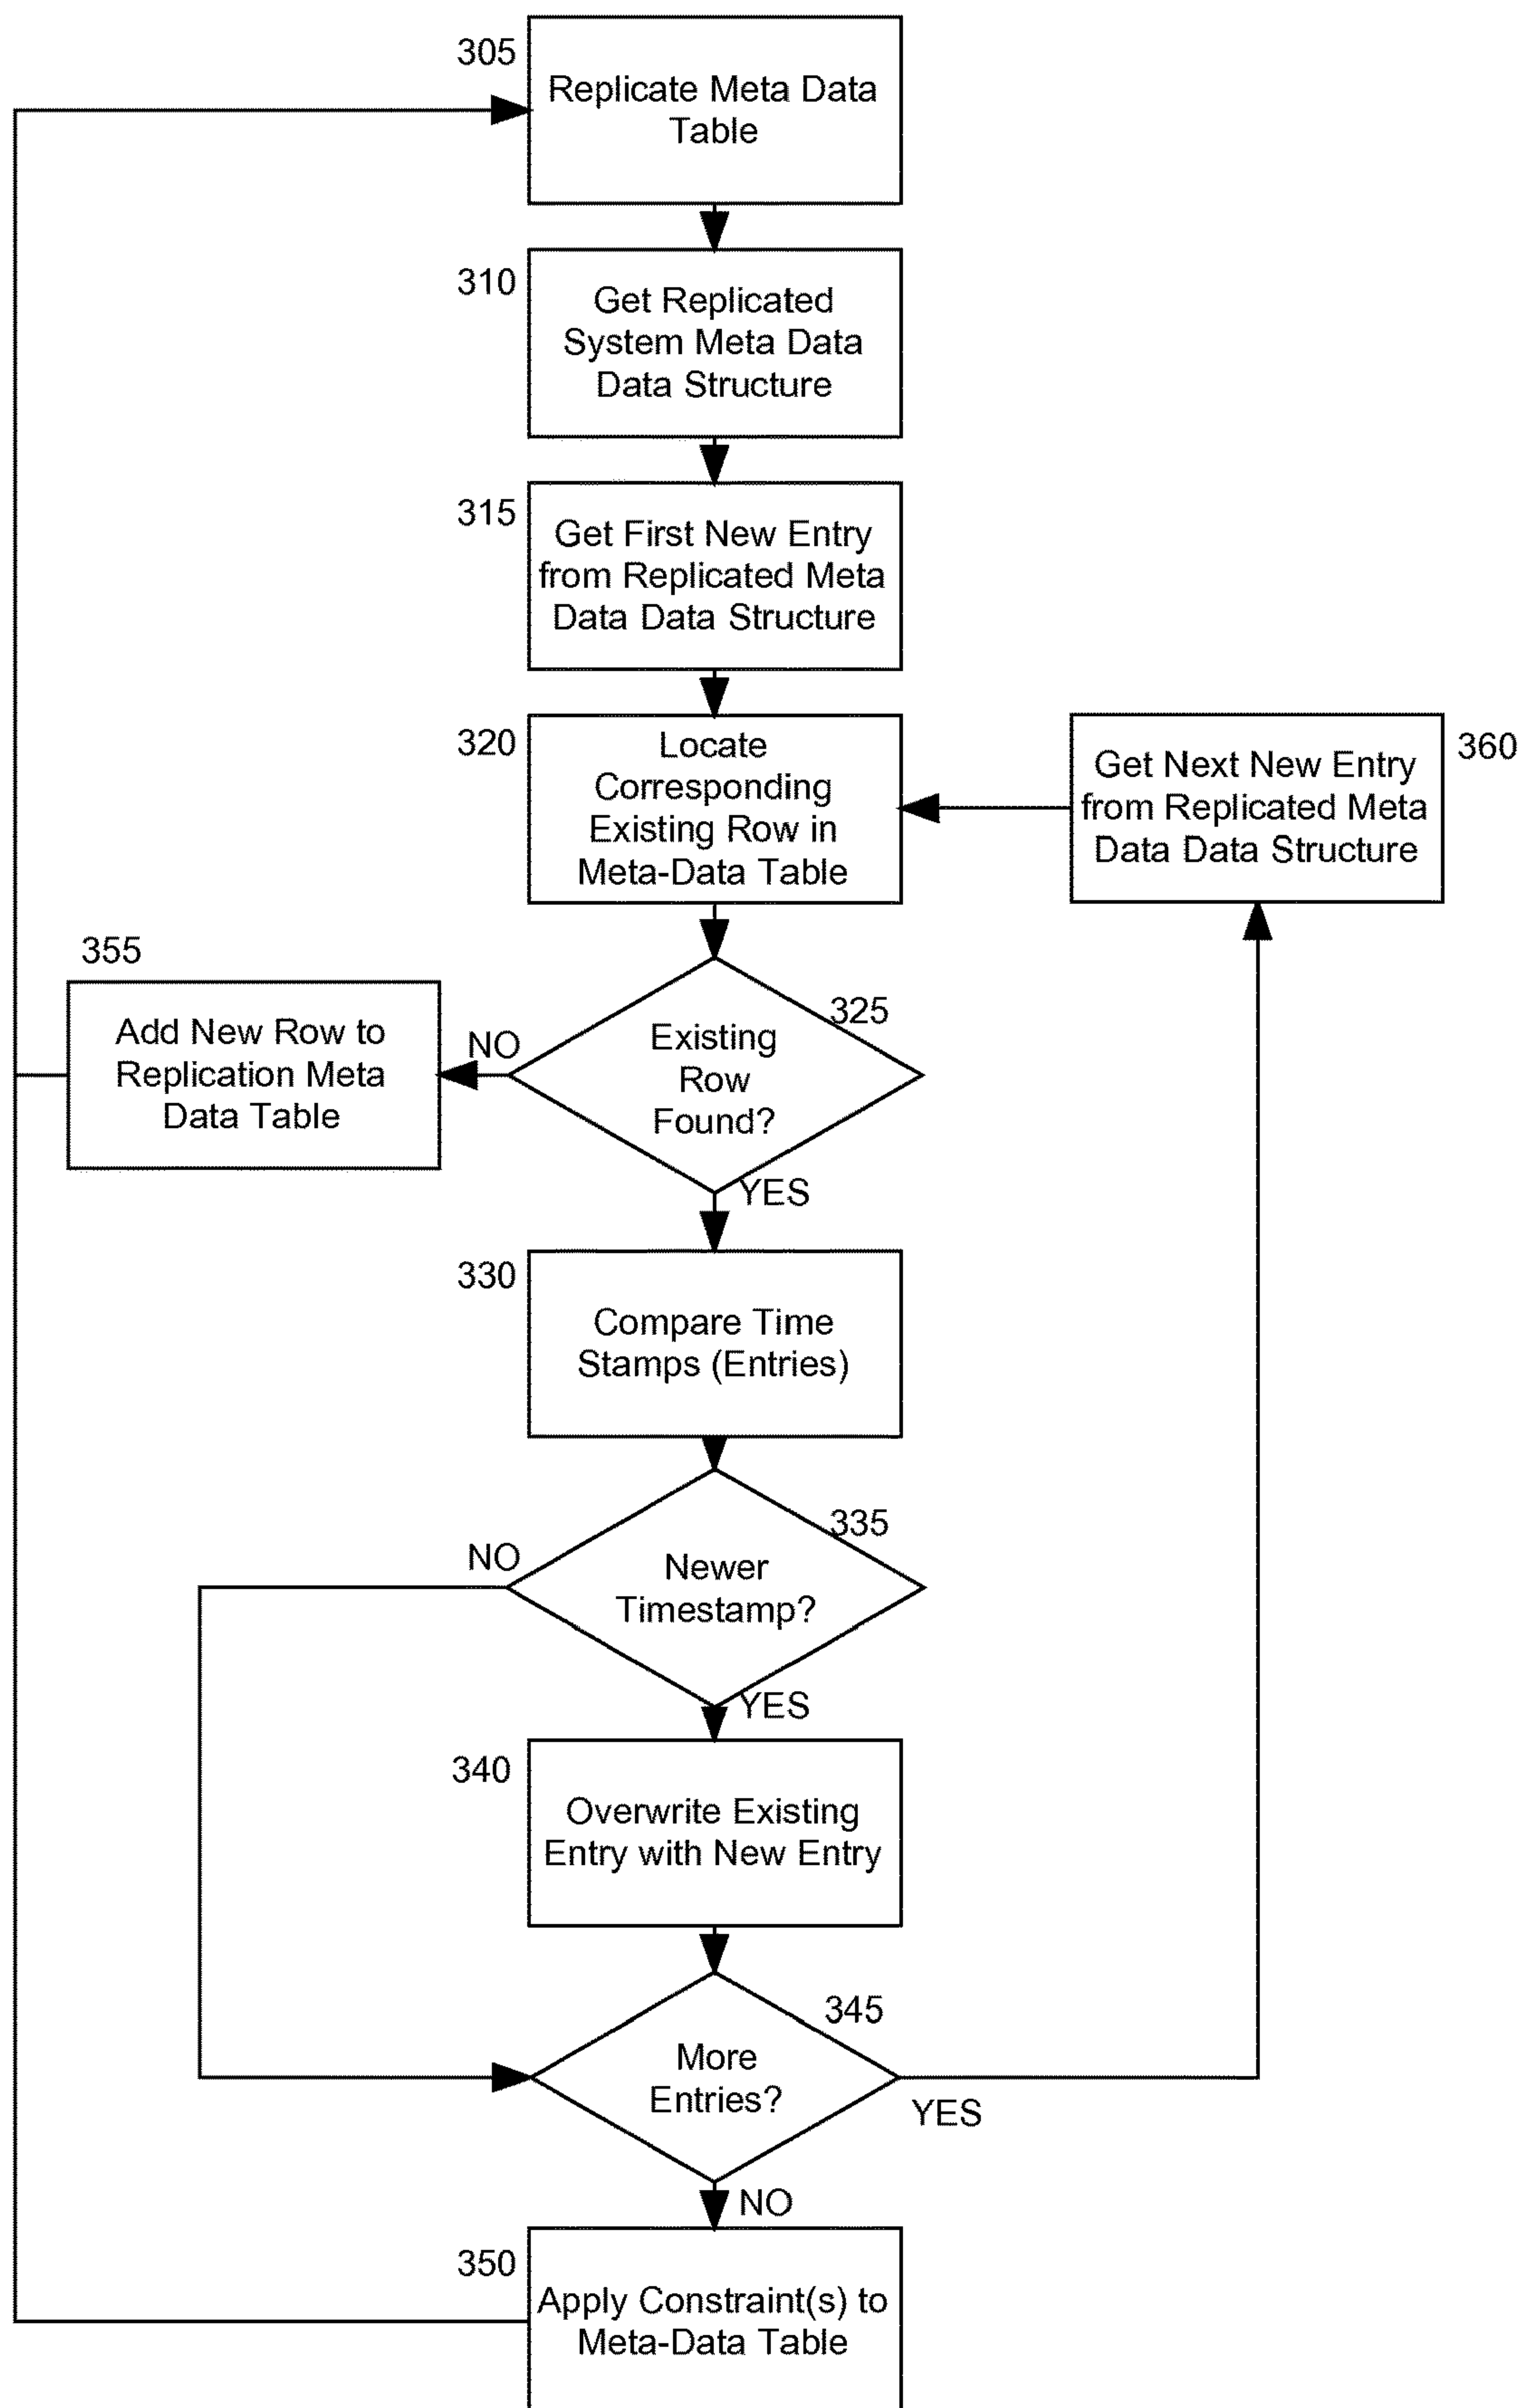 305
Replicate Meta Data
Table
310
Get Replicated
System Meta Data
Data Structure
315
Get First New Entry
from Replicated Meta
Data Data Structure
320
Locate
Corresponding
Existing Row in
Meta-Data Table
360
Get Next New Entry
from Replicated Meta
Data Data Structure
355
Add New Row to
Replication Meta
Data Table
NO
325
Existing
Row
Found?
YES
330
Compare Time
Stamps (Entries)
335
NO
Newer
Timestamp?
YES
340
Overwrite Existing
Entry with New Entry
345
More
Entries?
YES
NO
350
Apply Constraint(s) to
Meta-Data Table